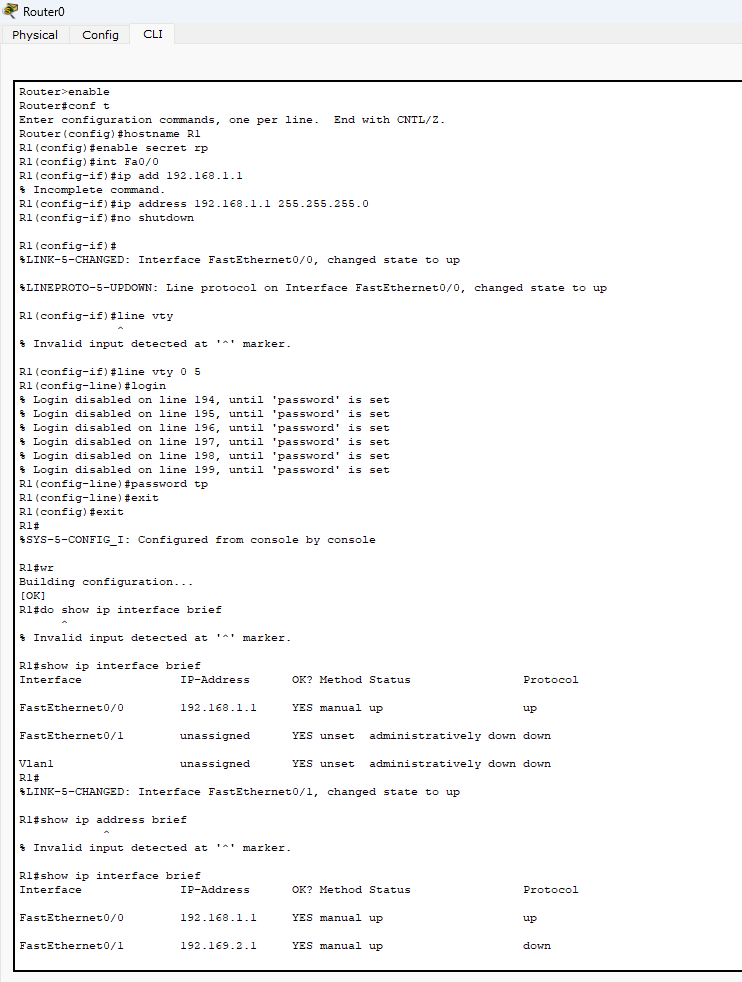 Router0
Physical Config CLI
Router>enable
Router#conf t
Enter configuration commands, one per line.  End with CNTL/Z.
Router(config)#hostname R1
R1(config)#enable secret rp
R1(config)#int Fa0/0
R1(config-if)#ip add 192.168.1.1
% Incomplete command.
R1(config-if)#ip address 192.168.1.1 255.255.255.0
R1(config-if)#no shutdown
R1(config-if)#
%LINK-5-CHANGED: Interface FastEthernet0/0, changed state to up
%LINEPROTO-5-UPDOWN: Line protocol on Interface FastEthernet0/0, changed state to up
R1(config-if)#line vty
^
% Invalid input detected at '^' marker.
R1(config-if)#line vty 0 5
R1(config-line)#login
% Login disabled on line 194, until 'password' is set
% Login disabled on line 195, until 'password' is set
% Login disabled on line 196, until 'password' is set
% Login disabled on line 197, until 'password' is set
% Login disabled on line 198, until 'password' is set
% Login disabled on line 199, until 'password' is set
R1(config-line)#password tp
R1(config-line)#exit
R1(config)#exit
R1#
%SYS-5-CONFIG_I: Configured from console by console
R1#wr
Building configuration...
[OK]
R1#do show ip interface brief
^
% Invalid input detected at '^' marker.
R1#show ip interface brief
Interface IP-Address OK? Method Status Protocol
FastEthernet0/0 192.168.1.1 YES manual up up
FastEthernet0/1 unassigned YES unset administratively down down
Vlan1 unassigned YES unset administratively down down
R1#
%LINK-5-CHANGED: Interface FastEthernet0/1, changed state to up
R1#show ip address brief
^
% Invalid input detected at '^' marker.
R1#show ip interface brief
Interface IP-Address OK? Method Status Protocol
FastEthernet0/0 192.168.1.1 YES manual up up
FastEthernet0/1 192.169.2.1 YES manual up down